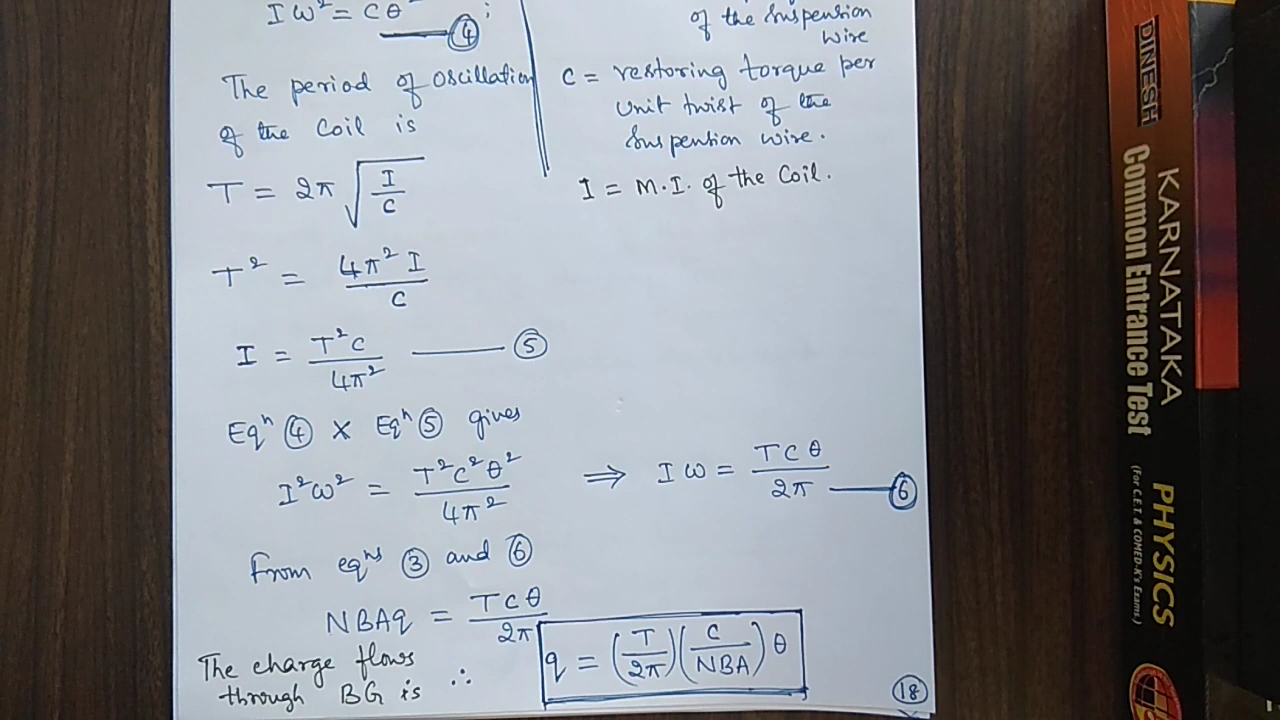 Iω² = Cθ² ——— ④
The period of oscillation
of the coil is
T = 2π √(I/C)
T² = 4π² I / C
I = T²C / 4π² ——— ⑤
Eqⁿ ④ × Eqⁿ ⑤ gives
I²ω² = T²C²θ² / 4π² ⇒ Iω = TCθ / 2π ——— ⑥
From eqⁿˢ ③ and ⑥
NBAq = TCθ / 2π
The charge flows
through BG is ∴ q = (T/2π)(C/NBA)θ
of the Suspension
wire
C = restoring torque per
unit twist of the
Suspention wire.
I = M.I. of the Coil.
18
DINESH
KARNATAKA
Common Entrance Test
(For C.E.T. & COMED-K's Exams.)
PHYSICS